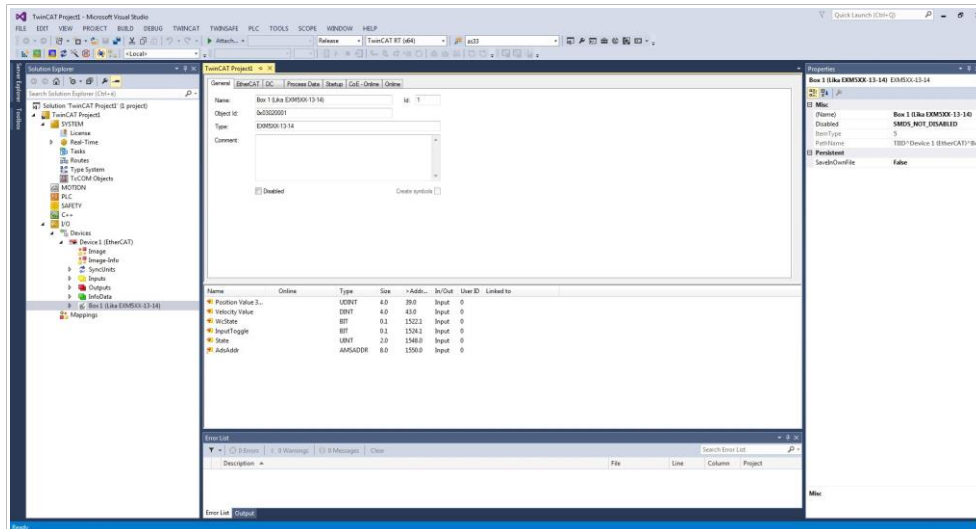 TwinCAT Project1 - Microsoft Visual Studio
Quick Launch (Ctrl+Q)
FILE EDIT VIEW PROJECT BUILD DEBUG TWINCAT TWINSAFE PLC TOOLS SCOPE WINDOW HELP
Attach... Release TwinCAT RT (x64) as33
<Local>
Server Explorer
Toolbox
Solution Explorer
Search Solution Explorer (Ctrl+è)
Solution 'TwinCAT Project1' (1 project)
TwinCAT Project1
SYSTEM
License
Real-Time
Tasks
Routes
Type System
TcCOM Objects
MOTION
PLC
SAFETY
C++
I/O
Devices
Device 1 (EtherCAT)
Image
Image-Info
SyncUnits
Inputs
Outputs
InfoData
Box 1 (Lika EXM5XX-13-14)
Mappings
TwinCAT Project1
General EtherCAT DC Process Data Startup CoE - Online Online
Name: Box 1 (Lika EXM5XX-13-14) Id: 1
Object Id: 0x03020001
Type: EXM5XX-13-14
Comment:
Disabled Create symbols
Name Online Type Size >Addr... In/Out User ID Linked to
Position Value 3... UDINT 4.0 39.0 Input 0
Velocity Value DINT 4.0 43.0 Input 0
WcState BIT 0.1 1522.1 Input 0
InputToggle BIT 0.1 1524.1 Input 0
State UINT 2.0 1548.0 Input 0
AdsAddr AMSADDR 8.0 1550.0 Input 0
Error List
0 Errors 0 Warnings 0 Messages Clear
Search Error List
Description File Line Column Project
Error List Output
Properties
Box 1 (Lika EXM5XX-13-14) EXM5XX-13-14
Misc
(Name) Box 1 (Lika EXM5XX-13-14)
Disabled SMDS_NOT_DISABLED
ItemType 5
PathName TIID^Device 1 (EtherCAT)^Bo
Persistent
SaveInOwnFile False
Misc
Ready